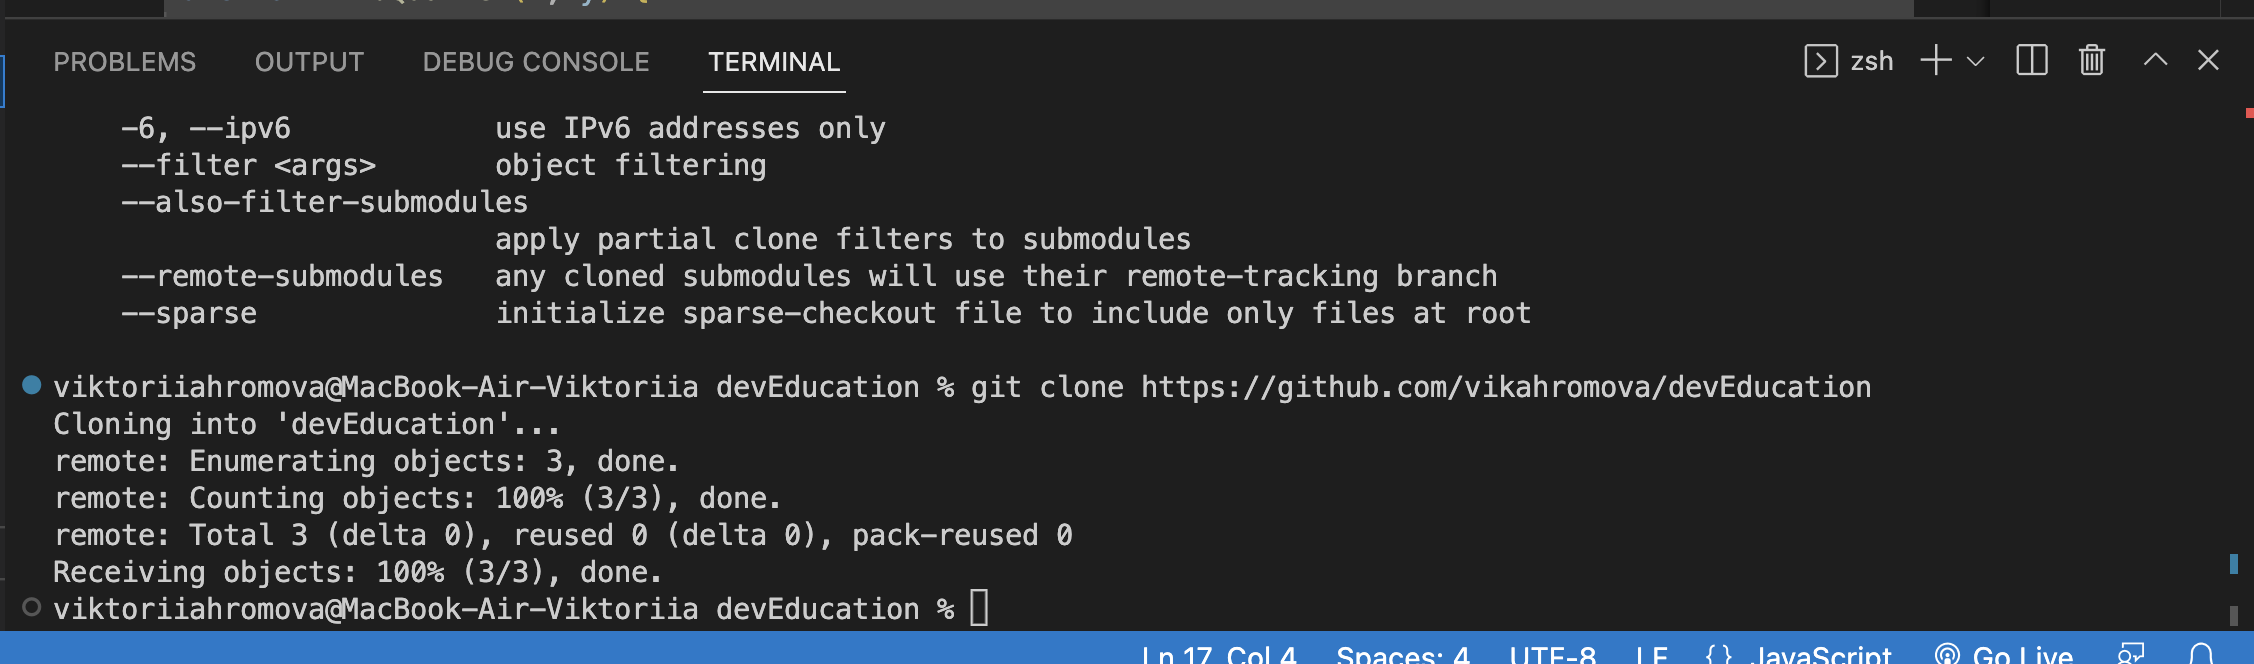 PROBLEMS OUTPUT DEBUG CONSOLE TERMINAL zsh
-6, --ipv6 use IPv6 addresses only
--filter <args> object filtering
--also-filter-submodules
apply partial clone filters to submodules
--remote-submodules any cloned submodules will use their remote-tracking branch
--sparse initialize sparse-checkout file to include only files at root
viktoriiahromova@MacBook-Air-Viktoriia devEducation % git clone https://github.com/vikahromova/devEducation
Cloning into 'devEducation'...
remote: Enumerating objects: 3, done.
remote: Counting objects: 100% (3/3), done.
remote: Total 3 (delta 0), reused 0 (delta 0), pack-reused 0
Receiving objects: 100% (3/3), done.
viktoriiahromova@MacBook-Air-Viktoriia devEducation %
Ln 17, Col 4 Spaces: 4 UTF-8 LF {} JavaScript Go Live